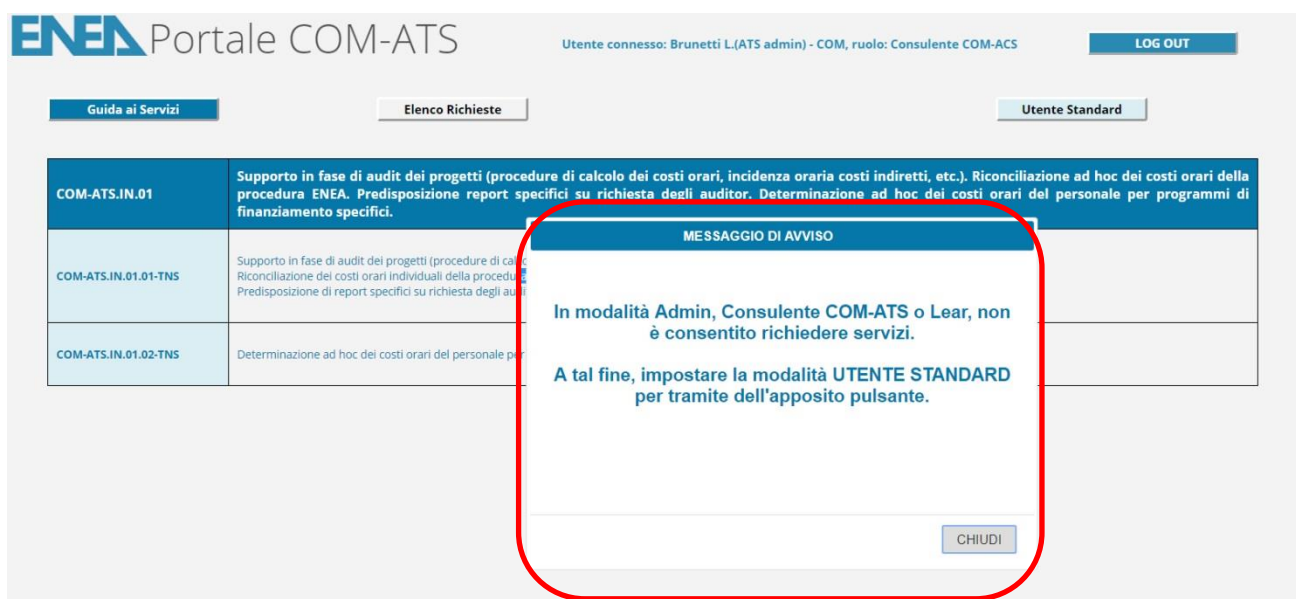 ENEA Portale COM-ATS
Utente connesso: Brunetti L.(ATS admin) - COM, ruolo: Consulente COM-ACS
LOG OUT
Guida ai Servizi
Elenco Richieste
Utente Standard
COM-ATS.IN.01
Supporto in fase di audit dei progetti (procedure di calcolo dei costi orari, incidenza oraria costi indiretti, etc.). Riconciliazione ad hoc dei costi orari della
procedura ENEA. Predisposizione report specifici su richiesta degli auditor. Determinazione ad hoc dei costi orari del personale per programmi di
finanziamento specifici.
COM-ATS.IN.01.01-TNS
Supporto in fase di audit dei progetti (procedure di calc
Riconciliazione dei costi orari individuali della procedu
Predisposizione di report specifici su richiesta degli audi
COM-ATS.IN.01.02-TNS
Determinazione ad hoc dei costi orari del personale per
MESSAGGIO DI AVVISO
In modalità Admin, Consulente COM-ATS o Lear, non
è consentito richiedere servizi.
A tal fine, impostare la modalità UTENTE STANDARD
per tramite dell'apposito pulsante.
CHIUDI